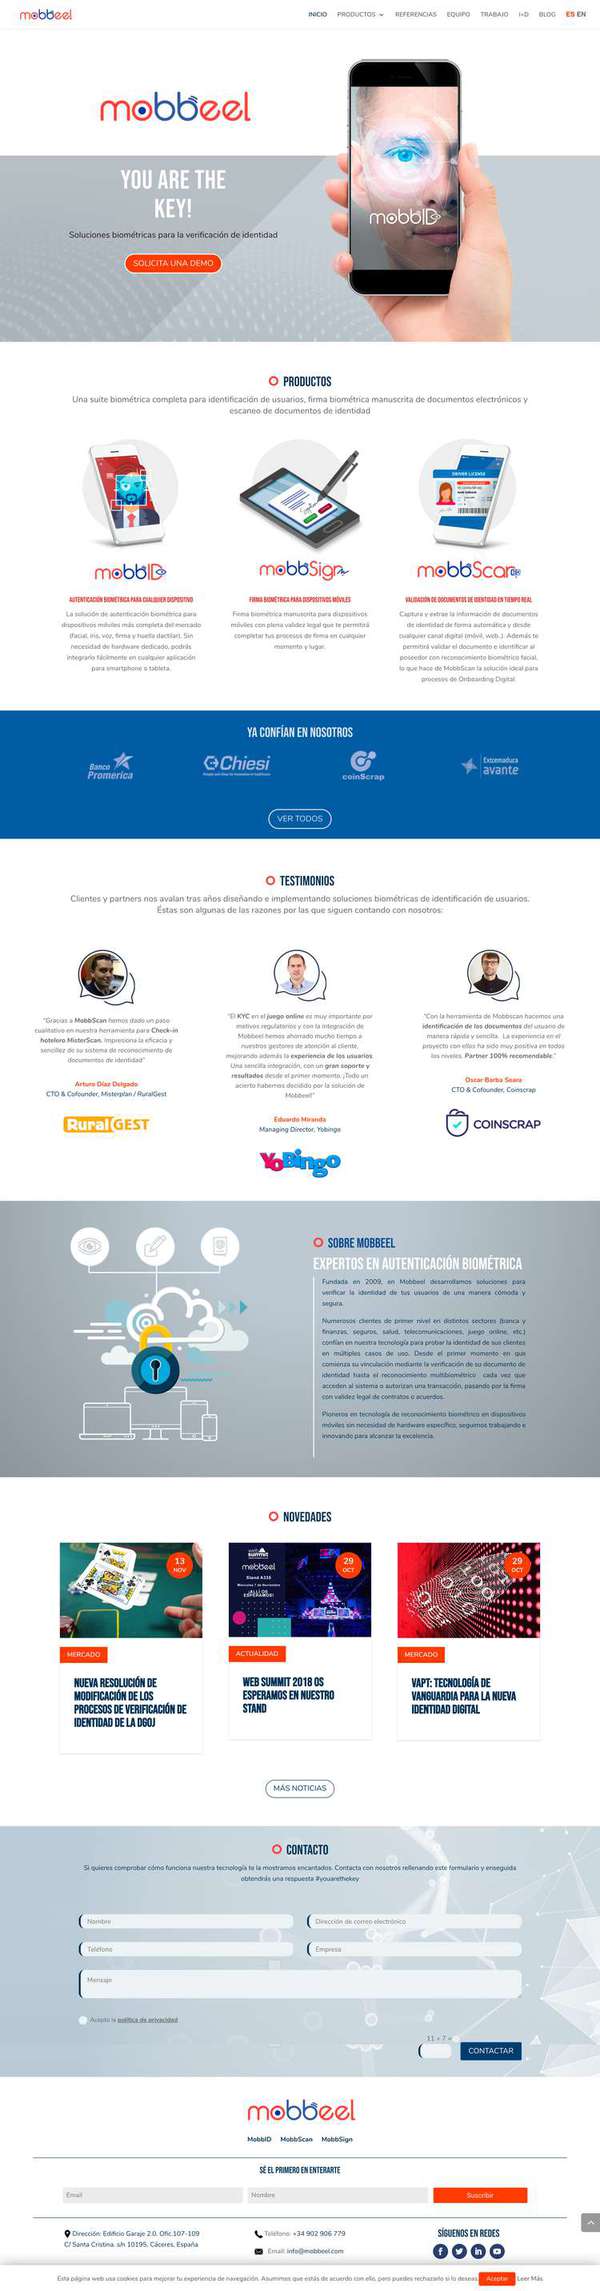 mobbeel
INICIO PRODUCTOS REFERENCIAS EQUIPO TRABAJO I+D BLOG ES EN
mobbeel
YOU ARE THE
KEY!
Soluciones biométricas para la verificación de identidad
SOLICITA UNA DEMO
mobbID
PRODUCTOS
Una suite biométrica completa para identificación de usuarios, firma biométrica manuscrita de documentos electrónicos y
escaneo de documentos de identidad
DRIVER LICENSE
mobbID
mobbSign
mobbScan
AUTENTICACIÓN BIOMÉTRICA PARA CUALQUIER DISPOSITIVO
La solución de autenticación biométrica para
dispositivos móviles más completa del mercado
(facial, iris, voz, firma y huella dactilar). Sin
necesidad de hardware dedicado, podrás
integrarlo fácilmente en cualquier aplicación
para smartphone o tableta.
FIRMA BIOMÉTRICA PARA DISPOSITIVOS MÓVILES
Firma biométrica manuscrita para dispositivos
móviles con plena validez legal que te permitirá
completar tus procesos de firma en cualquier
momento y lugar.
VALIDACIÓN DE DOCUMENTOS DE IDENTIDAD EN TIEMPO REAL
Captura y extrae la información de documentos
de identidad de forma automática y desde
cualquier canal digital (móvil, web..). Además te
permitirá validar el documento e identificar al
poseedor con reconocimiento biométrico facial,
lo que hace de MobbScan la solución ideal para
procesos de Onboarding Digital.
YA CONFÍAN EN NOSOTROS
Banco
Promerica
Chiesi
coinScrap
Extremadura
avante
VER TODOS
TESTIMONIOS
Clientes y partners nos avalan tras años diseñando e implementando soluciones biométricas de identificación de usuarios.
Éstas son algunas de las razones por las que siguen contando con nosotros:
"Gracias a MobbScan hemos dado un paso
cualitativo en nuestra herramienta para Check-in
hotelero MisterScan. Impresiona la eficacia y
sencillez de su sistema de reconocimiento de
documentos de identidad"
Arturo Díaz Delgado
CTO & Cofounder, Misterplan / RuralGest
RuralGEST
"El KYC en el juego online es muy importante por
motivos regulatorios y con la integración de
Mobbeel hemos ahorrado mucho tiempo a
nuestros gestores de atención al cliente,
mejorando además la experiencia de los usuarios.
Una sencilla integración, con un gran soporte y
resultados desde el primer momento. ¡Todo un
acierto habernos decidido por la solución de
Mobbeel!"
Eduardo Miranda
Managing Director, Yobingo
YoBingo
"Con la herramienta de Mobbscan hacemos una
identificación de los documentos del usuario de
manera rápida y sencilla. La experiencia en el
proyecto con ellos ha sido muy positiva en todos
los niveles. Partner 100% recomendable."
Oscar Barba Seara
CTO & Cofounder, Coinscrap
COINSCRAP
SOBRE MOBBEEL
EXPERTOS EN AUTENTICACIÓN BIOMÉTRICA
Fundada en 2009, en Mobbeel desarrollamos soluciones para
verificar la identidad de tus usuarios de una manera cómoda y
segura.
Numerosos clientes de primer nivel en distintos sectores (banca y
finanzas, seguros, salud, telecomunicaciones, juego online, etc.)
confían en nuestra tecnología para probar la identidad de sus clientes
en múltiples casos de uso. Desde el primer momento en que
comienza su vinculación mediante la verificación de su documento de
identidad hasta el reconocimiento multibiométrico cada vez que
acceden al sistema o autorizan una transacción, pasando por la firma
con validez legal de contratos o acuerdos.
Pioneros en tecnología de reconocimiento biométrico en dispositivos
móviles sin necesidad de hardware específico, seguimos trabajando e
innovando para alcanzar la excelencia.
NOVEDADES
13
NOV
MERCADO
NUEVA RESOLUCIÓN DE
MODIFICACIÓN DE LOS
PROCESOS DE VERIFICACIÓN DE
IDENTIDAD DE LA DGOJ
web
summit
mobbeel
Stand A335
Miércoles 7 de Noviembre
¡ALLÍ OS
ESPERAMOS!
29
OCT
ACTUALIDAD
WEB SUMMIT 2018 OS
ESPERAMOS EN NUESTRO
STAND
29
OCT
MERCADO
VAPT: TECNOLOGÍA DE
VANGUARDIA PARA LA NUEVA
IDENTIDAD DIGITAL
MÁS NOTICIAS
CONTACTO
Si quieres comprobar cómo funciona nuestra tecnología te la mostramos encantados. Contacta con nosotros rellenando este formulario y enseguida
obtendrás una respuesta #youarethekey
Nombre
Dirección de correo electrónico
Teléfono
Empresa
Mensaje
Acepto la política de privacidad
11 + 7 =
CONTACTAR
mobbeel
MobbID MobbScan MobbSign
SÉ EL PRIMERO EN ENTERARTE
Email
Nombre
Suscribir
Dirección: Edificio Garaje 2.0. Ofic.107-109
C/ Santa Cristina. s/n 10195, Cáceres, España
Teléfono: +34 902 906 779
Email: info@mobbeel.com
SÍGUENOS EN REDES
Esta página web usa cookies para mejorar tu experiencia de navegación. Asumimos que estás de acuerdo con ello, pero puedes rechazarlo si lo deseas. Aceptar Leer Más.